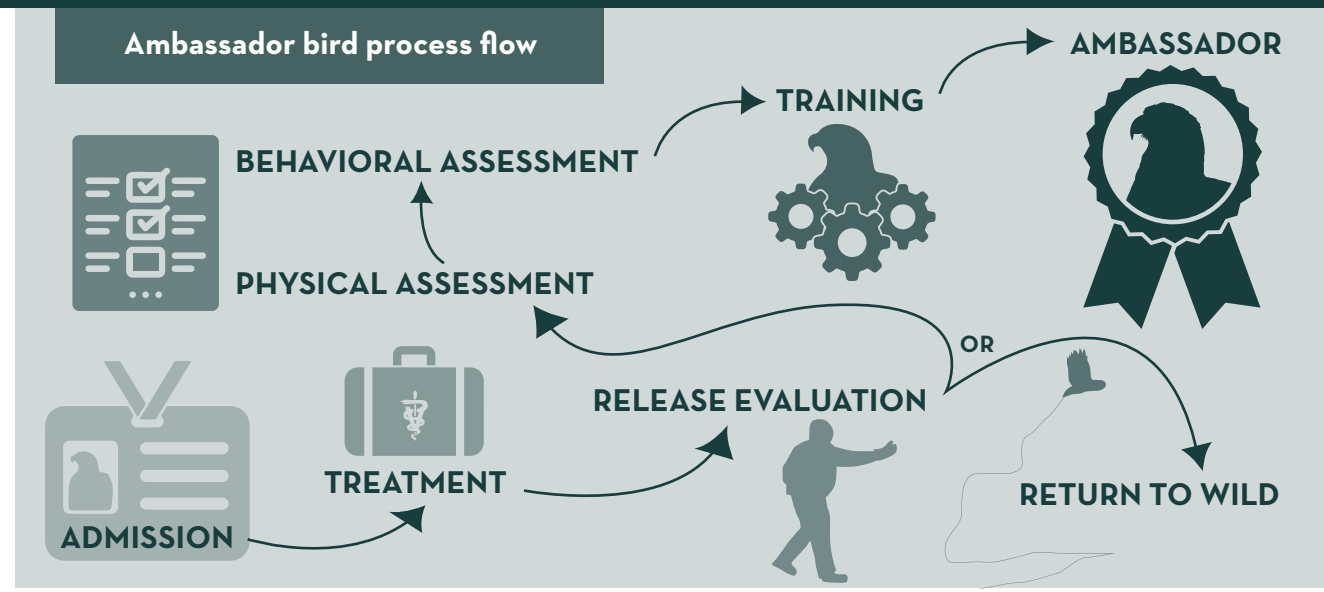 Ambassador bird process flow
AMBASSADOR
TRAINING
BEHAVIORAL ASSESSMENT
PHYSICAL ASSESSMENT
OR
RELEASE EVALUATION
TREATMENT
RETURN TO WILD
ADMISSION